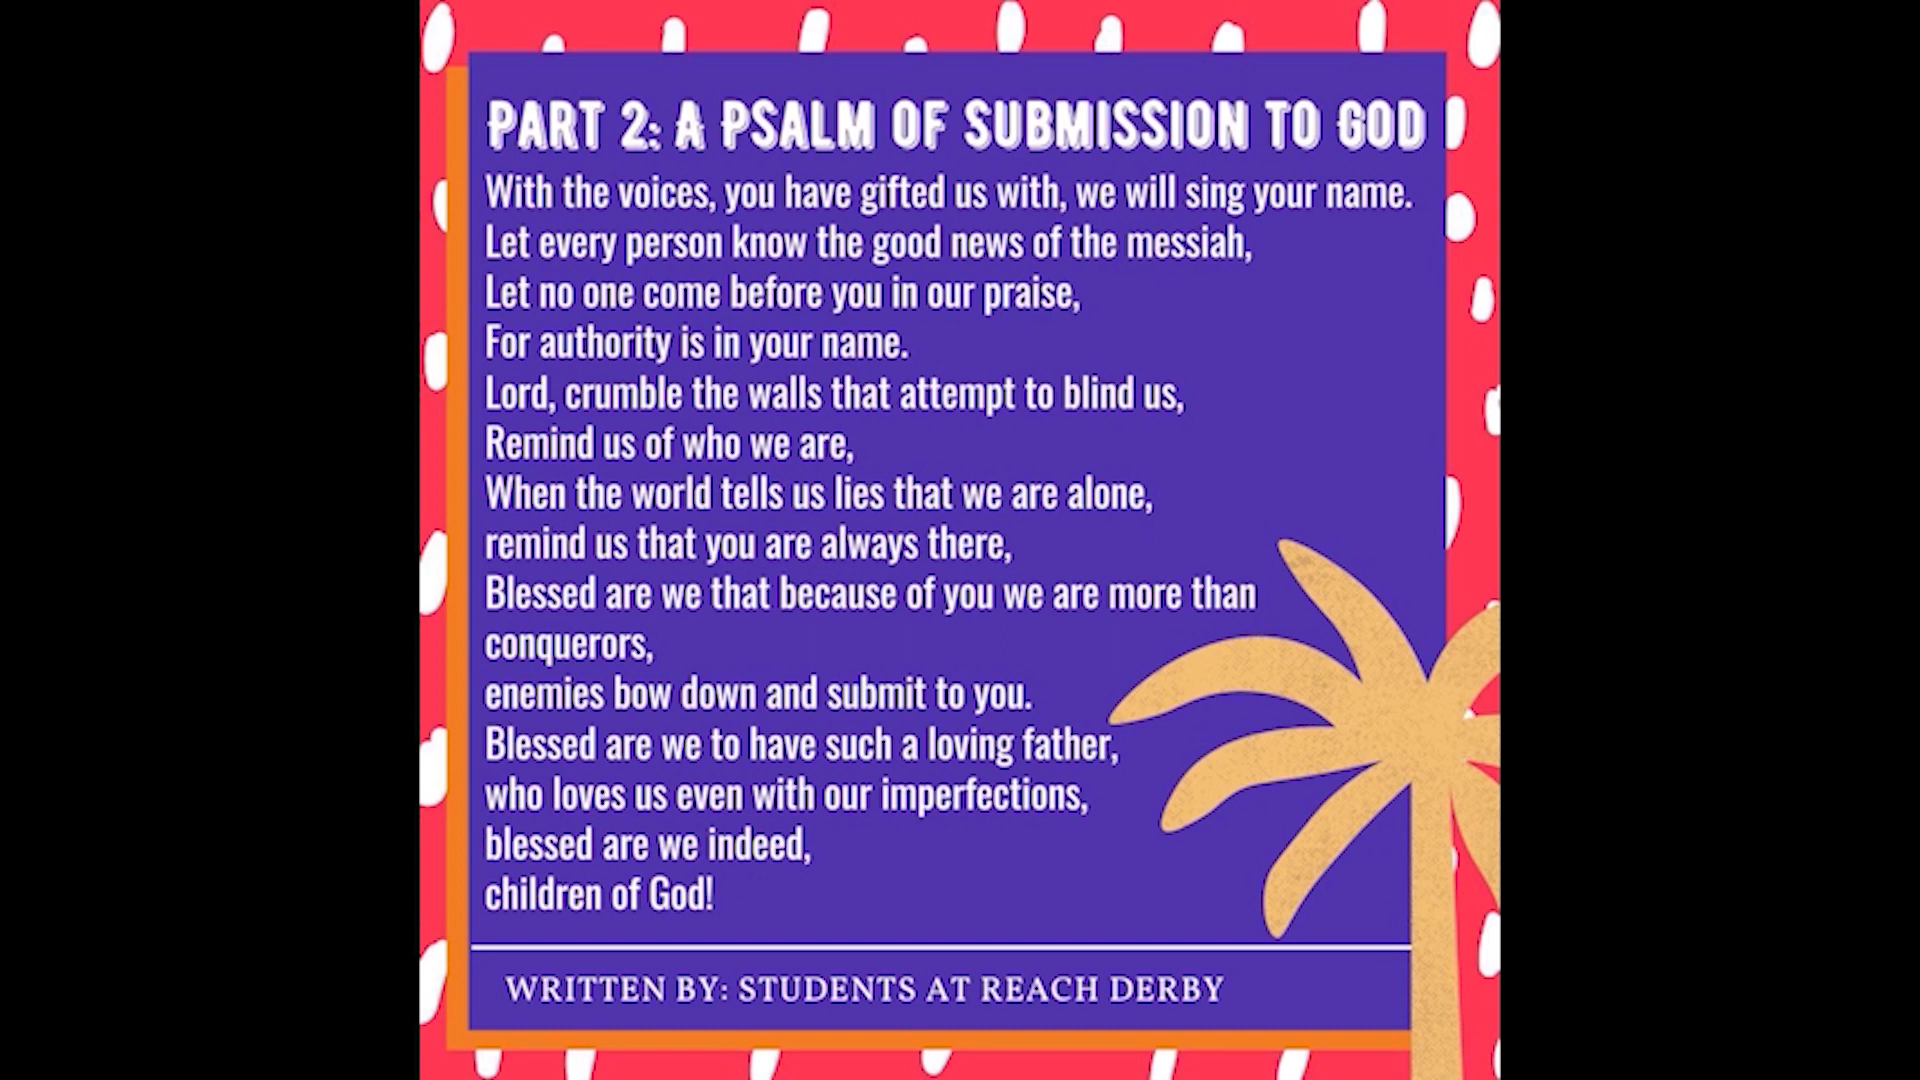 PART 2: A PSALM OF SUBMISSION TO GOD
With the voices, you have gifted us with, we will sing your name.
Let every person know the good news of the messiah,
Let no one come before you in our praise,
For authority is in your name.
Lord, crumble the walls that attempt to blind us,
Remind us of who we are,
When the world tells us lies that we are alone,
remind us that you are always there,
Blessed are we that because of you we are more than
conquerors,
enemies bow down and submit to you.
Blessed are we to have such a loving father,
who loves us even with our imperfections,
blessed are we indeed,
children of God!
WRITTEN BY: STUDENTS AT REACH DERBY